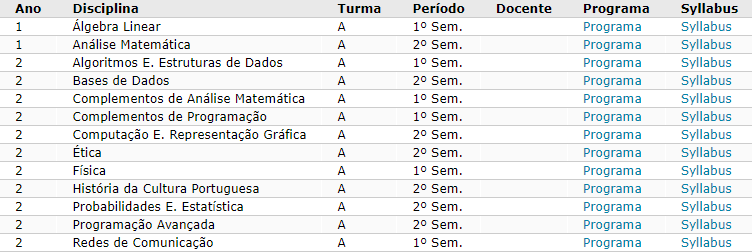 Ano Disciplina Turma Período Docente Programa Syllabus
1 Álgebra Linear A 1º Sem. Programa Syllabus
1 Análise Matemática A 2º Sem. Programa Syllabus
2 Algoritmos E. Estruturas de Dados A 1º Sem. Programa Syllabus
2 Bases de Dados A 2º Sem. Programa Syllabus
2 Complementos de Análise Matemática A 1º Sem. Programa Syllabus
2 Complementos de Programação A 1º Sem. Programa Syllabus
2 Computação E. Representação Gráfica A 2º Sem. Programa Syllabus
2 Ética A 2º Sem. Programa Syllabus
2 Física A 1º Sem. Programa Syllabus
2 História da Cultura Portuguesa A 2º Sem. Programa Syllabus
2 Probabilidades E. Estatística A 2º Sem. Programa Syllabus
2 Programação Avançada A 2º Sem. Programa Syllabus
2 Redes de Comunicação A 1º Sem. Programa Syllabus